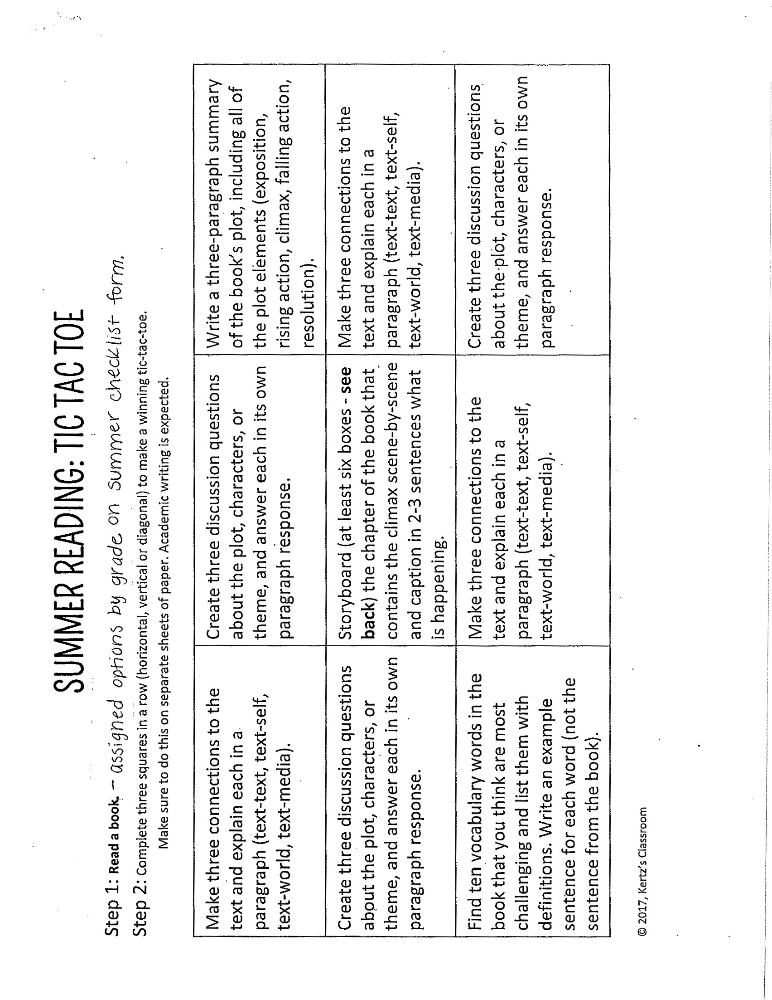 SUMMER READING: TIC TAC TOE
Step 1: Read a book. – assigned options by grade on summer checklist form.
Step 2: Complete three squares in a row (horizontal, vertical or diagonal) to make a winning tic-tac-toe.
Make sure to do this on separate sheets of paper. Academic writing is expected.
Make three connections to the
text and explain each in a
paragraph (text-text, text-self,
text-world, text-media).
Create three discussion questions
about the plot, characters, or
theme, and answer each in its own
paragraph response.
Write a three-paragraph summary
of the book's plot, including all of
the plot elements (exposition,
rising action, climax, falling action,
resolution).
Create three discussion questions
about the plot, characters, or
theme, and answer each in its own
paragraph response.
Storyboard (at least six boxes - see
back) the chapter of the book that
contains the climax scene-by-scene
and caption in 2-3 sentences what
is happening.
Make three connections to the
text and explain each in a
paragraph (text-text, text-self,
text-world, text-media).
Find ten vocabulary words in the
book that you think are most
challenging and list them with
definitions. Write an example
sentence for each word (not the
sentence from the book).
Make three connections to the
text and explain each in a
paragraph (text-text, text-self,
text-world, text-media).
Create three discussion questions
about the plot, characters, or
theme, and answer each in its own
paragraph response.
© 2017, Kertz's Classroom